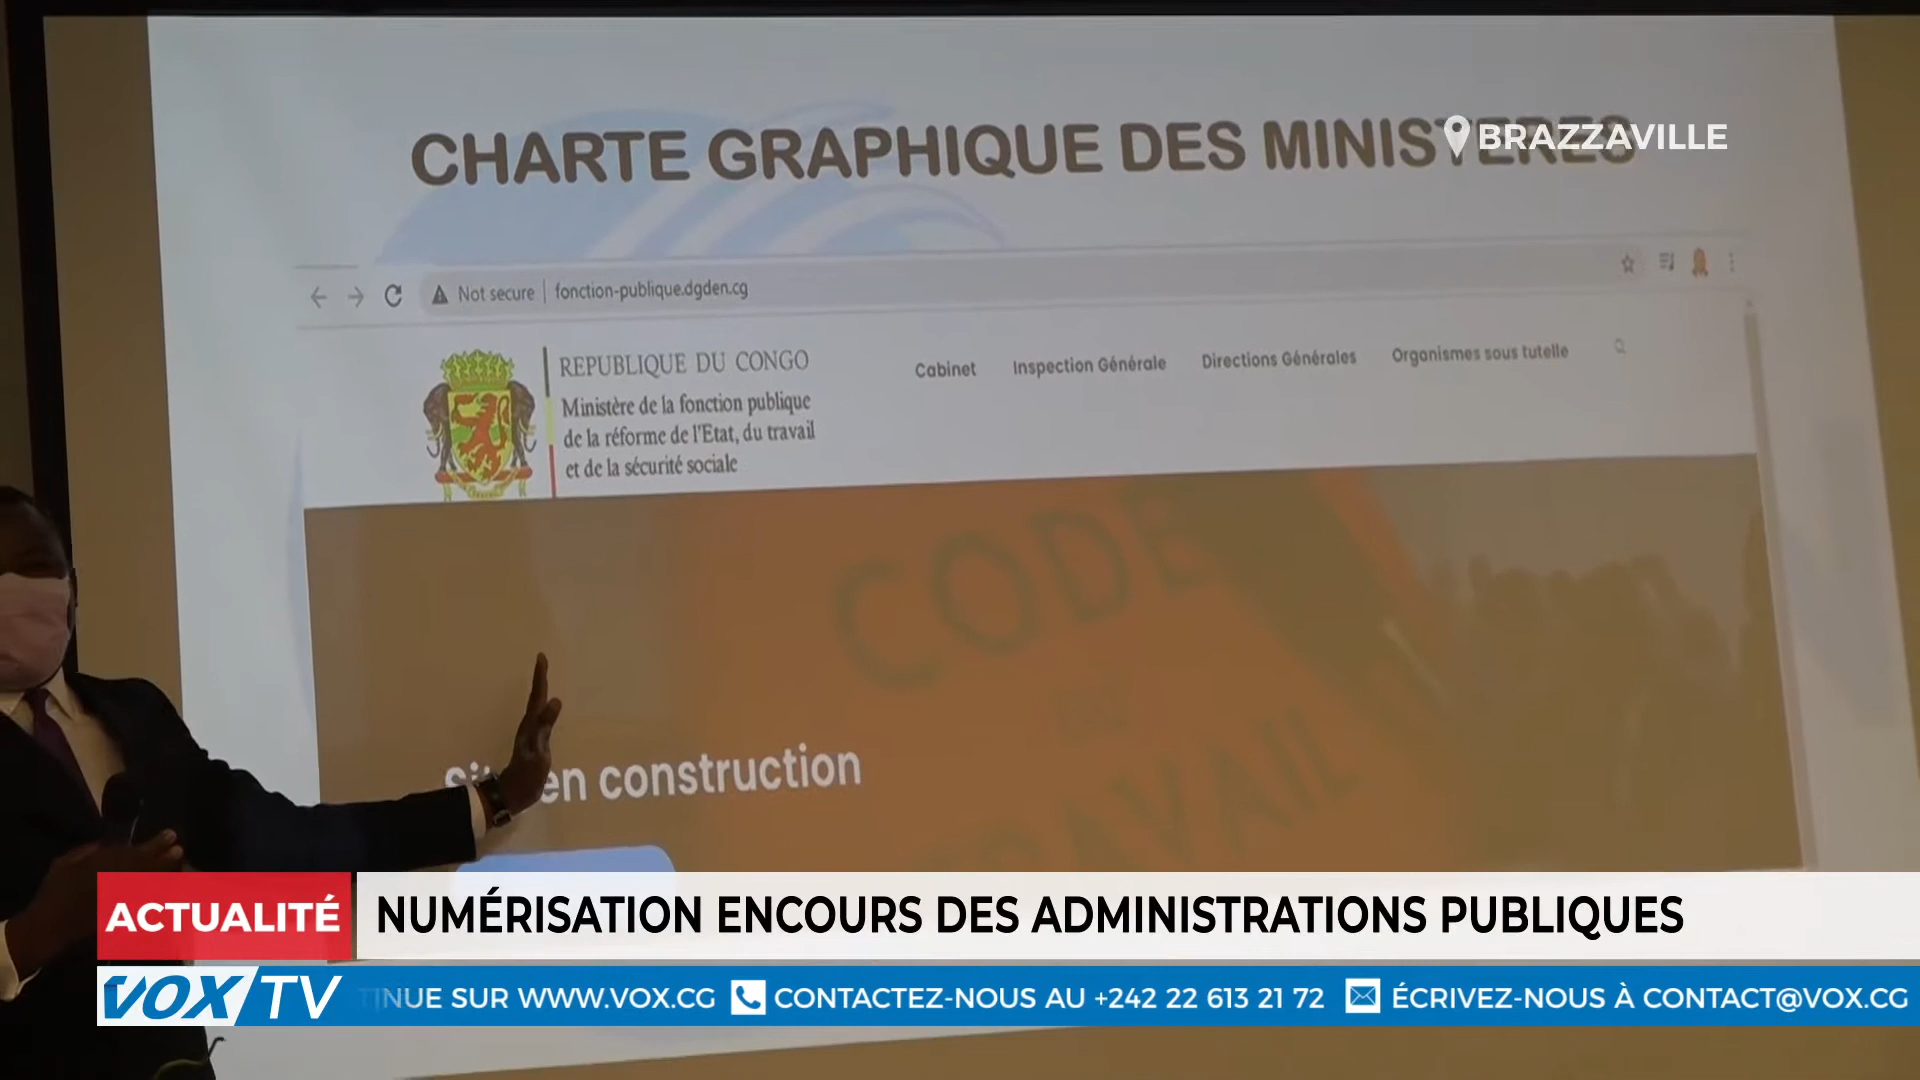 CHARTE GRAPHIQUE DES MINISTERES
BRAZZAVILLE
Not secure
fonction-publique.dgden.cg
REPUBLIQUE DU CONGO
Ministère de la fonction publique
de la réforme de l'Etat, du travail
et de la sécurité sociale
Cabinet
Inspection Générale
Directions Générales
Organismes sous tutelle
CODE
TRAVAIL
Site en construction
ACTUALITÉ
NUMÉRISATION ENCOURS DES ADMINISTRATIONS PUBLIQUES
VOX TV
SUR WWW.VOX.CG
CONTACTEZ-NOUS AU +242 22 613 21 72
ÉCRIVEZ-NOUS À CONTACT@VOX.CG